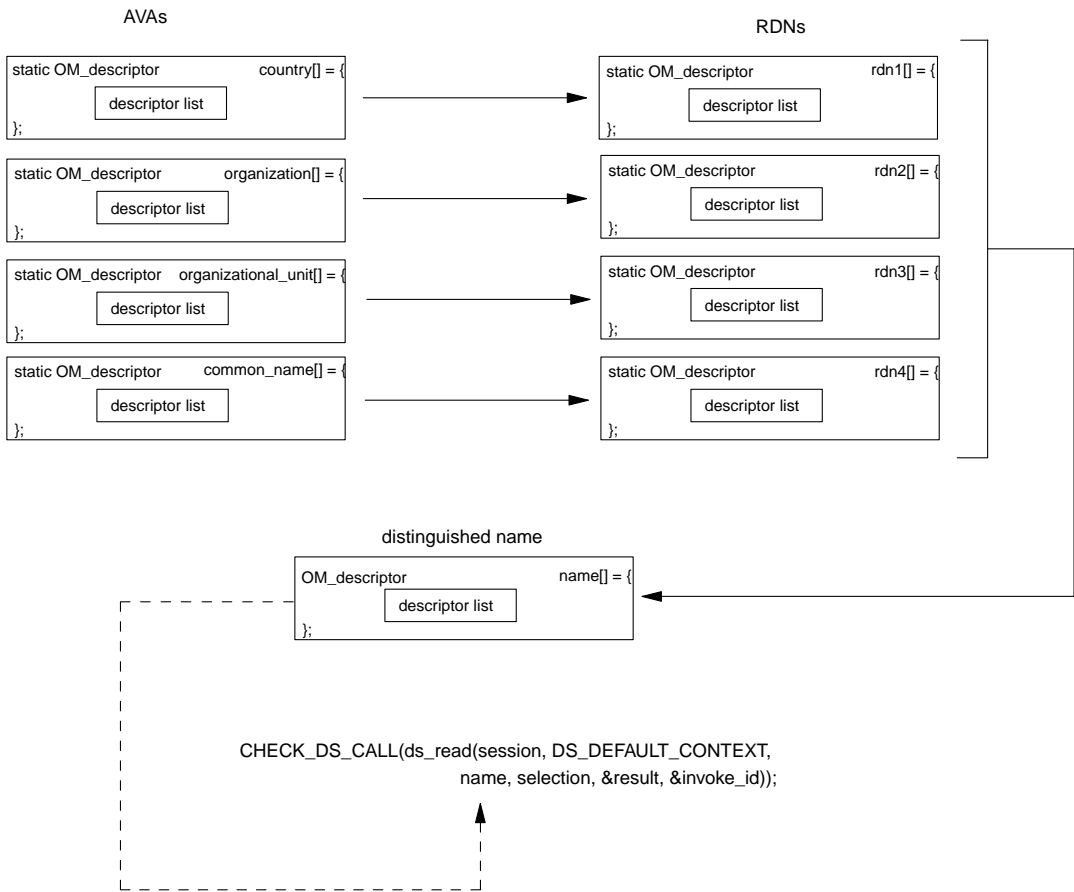 AVAs
RDNs
static OM_descriptor country[] = {
descriptor list
};
static OM_descriptor rdn1[] = {
descriptor list
};
static OM_descriptor organization[] = {
descriptor list
};
static OM_descriptor rdn2[] = {
descriptor list
};
static OM_descriptor organizational_unit[] = {
descriptor list
};
static OM_descriptor rdn3[] = {
descriptor list
};
static OM_descriptor common_name[] = {
descriptor list
};
static OM_descriptor rdn4[] = {
descriptor list
};
distinguished name
OM_descriptor name[] = {
descriptor list
};
CHECK_DS_CALL(ds_read(session, DS_DEFAULT_CONTEXT,
name, selection, &result, &invoke_id));